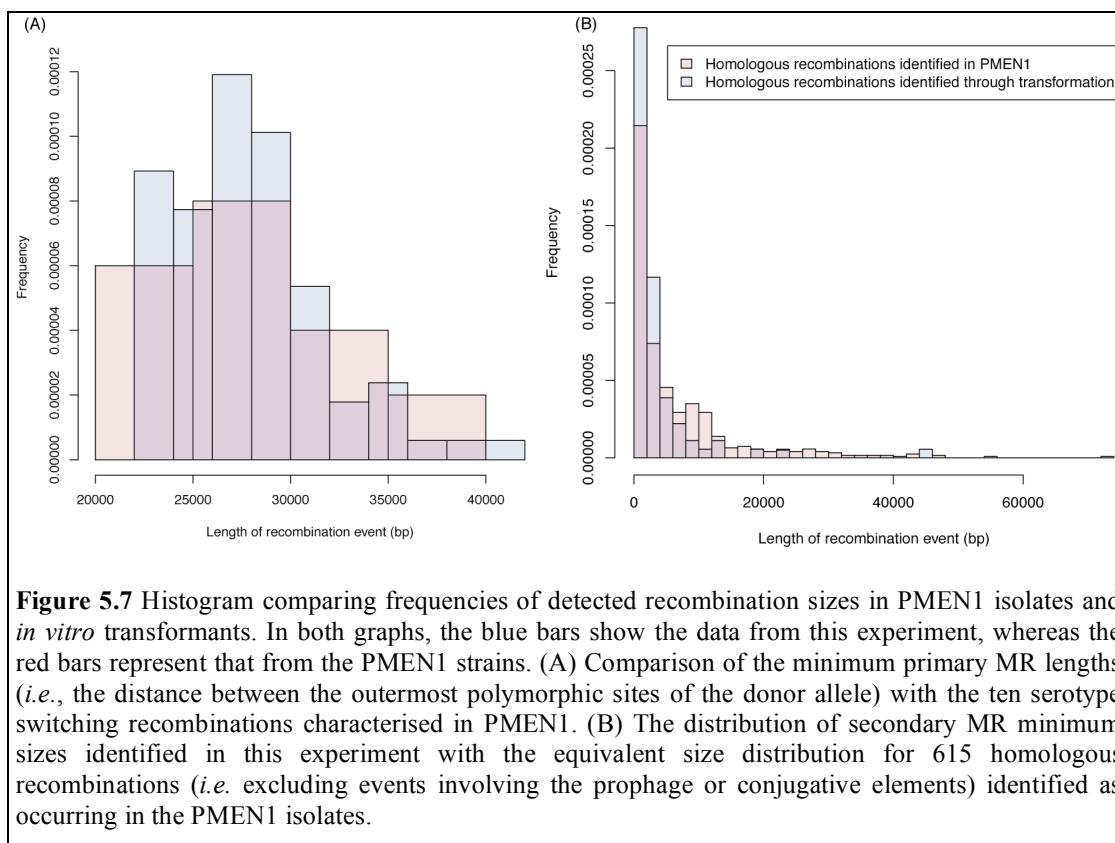 (A)
0.00012
0.00010
0.00008
0.00006
0.00004
0.00002
0.00000
Frequency
20000 25000 30000 35000 40000
Length of recombination event (bp)
(B)
Homologous recombinations identified in PMEN1
Homologous recombinations identified through transformation
0.00025
0.00020
0.00015
0.00010
0.00005
0.00000
Frequency
0 20000 40000 60000
Length of recombination event (bp)
Figure 5.7 Histogram comparing frequencies of detected recombination sizes in PMEN1 isolates and
in vitro transformants. In both graphs, the blue bars show the data from this experiment, whereas the
red bars represent that from the PMEN1 strains. (A) Comparison of the minimum primary MR lengths
(i.e., the distance between the outermost polymorphic sites of the donor allele) with the ten serotype
switching recombinations characterised in PMEN1. (B) The distribution of secondary MR minimum
sizes identified in this experiment with the equivalent size distribution for 615 homologous
recombinations (i.e. excluding events involving the prophage or conjugative elements) identified as
occurring in the PMEN1 isolates.